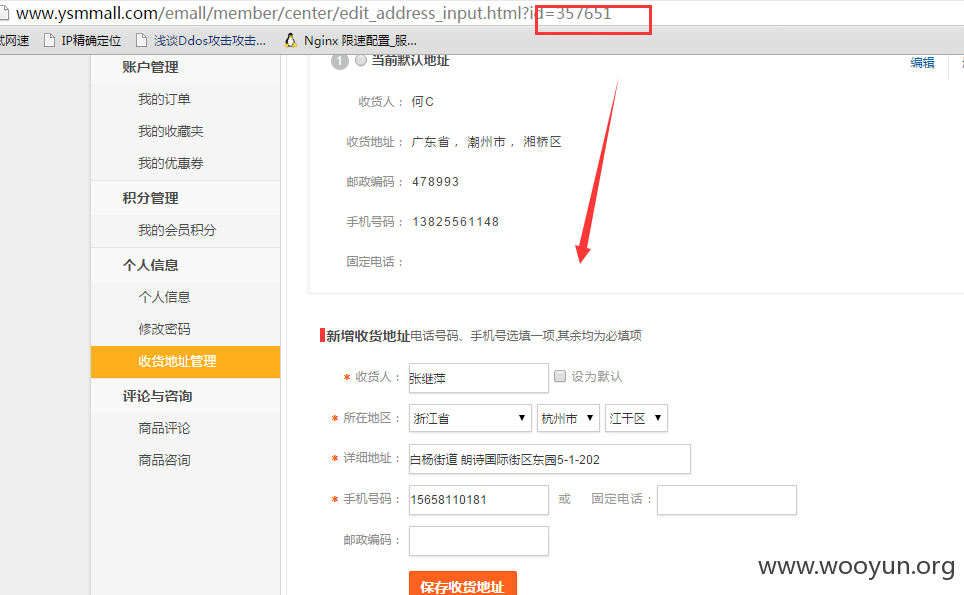 www.ysmmall.com/emall/member/center/edit_address_input.html?id=357651
式网速 IP精确定位 浅谈Ddos攻击攻击... Nginx 限速配置_服...
账户管理
我的订单
我的收藏夹
我的优惠券
积分管理
我的会员积分
个人信息
个人信息
修改密码
收货地址管理
评论与咨询
商品评论
商品咨询
1 当前默认地址 编辑
收货人： 何C
收货地址： 广东省 ， 潮州市 ， 湘桥区
邮政编码： 478993
手机号码： 13825561148
固定电话：
新增收货地址电话号码、手机号选填一项,其余均为必填项
* 收货人： 张继萍 设为默认
* 所在地区： 浙江省 杭州市 江干区
* 详细地址： 白杨街道 朗诗国际街区东园5-1-202
* 手机号码： 15658110181 或 固定电话：
邮政编码：
保存收货地址
www.wooyun.org